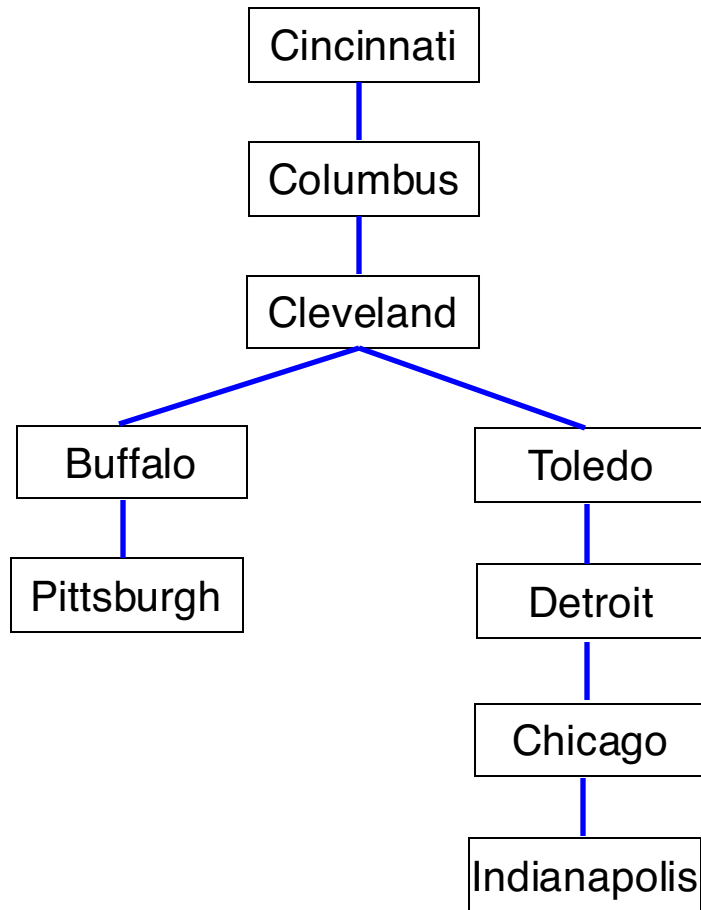 Cincinnati
Columbus
Cleveland
Buffalo
Toledo
Pittsburgh
Detroit
Chicago
Indianapolis